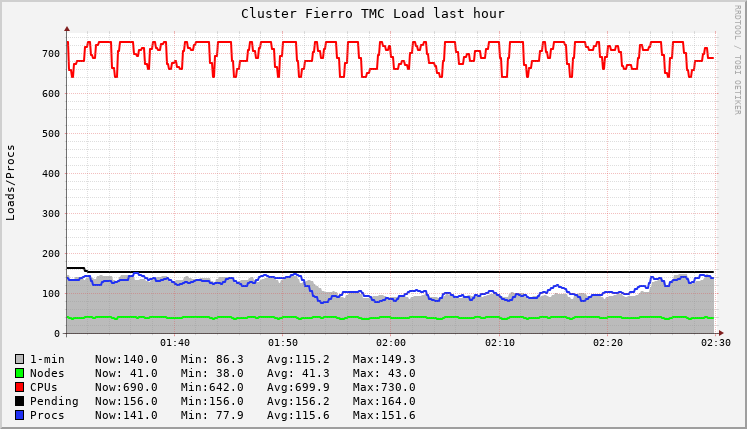 Cluster Fierro TMC Load last hour
RRDTOOL / TOBI OETIKER
Loads/Procs
700
600
500
400
300
200
100
0
01:40 01:50 02:00 02:10 02:20 02:30
1-min Now:140.0 Min: 86.3 Avg:115.2 Max:149.3
Nodes Now: 41.0 Min: 38.0 Avg: 41.3 Max: 43.0
CPUs Now:690.0 Min:642.0 Avg:699.9 Max:730.0
Pending Now:156.0 Min:156.0 Avg:156.2 Max:164.0
Procs Now:141.0 Min: 77.9 Avg:115.6 Max:151.6